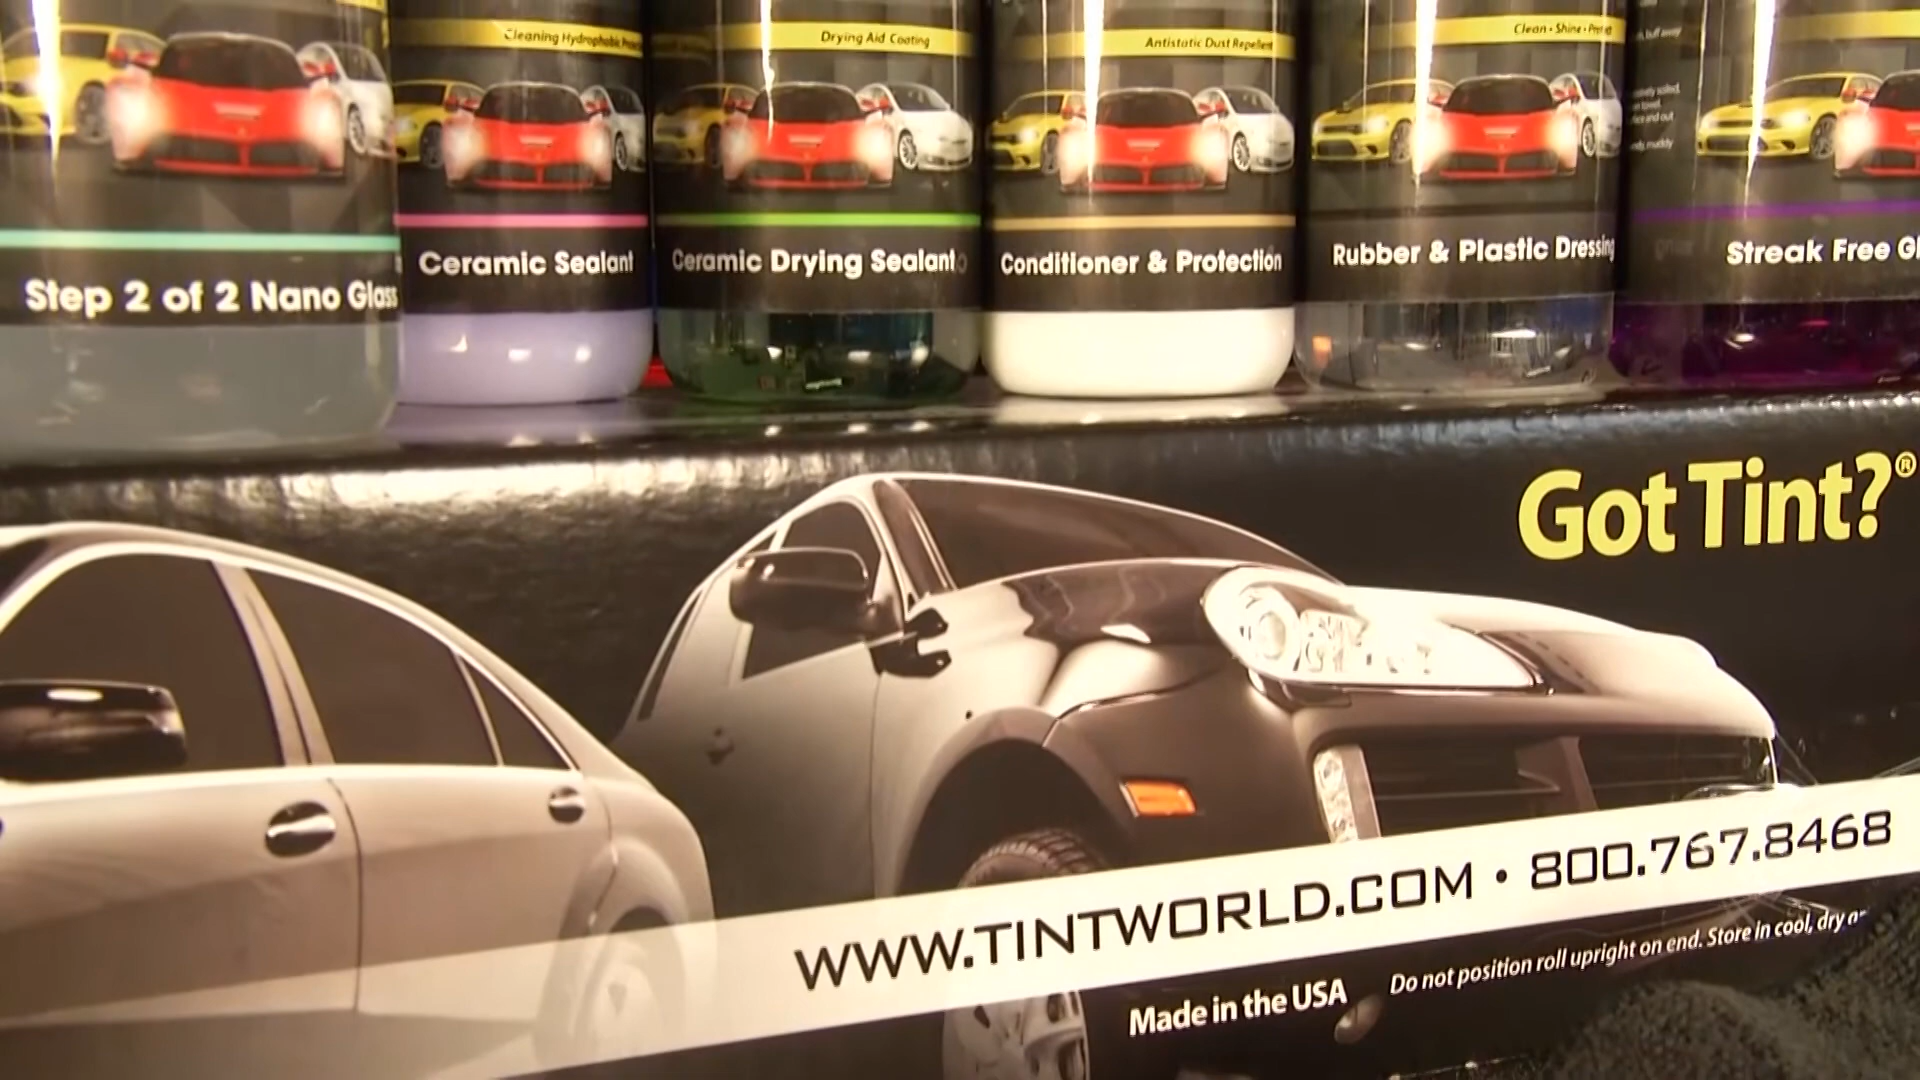 Cleaning Hydrophobic
Drying Aid Coating
Antistatic Dust Repellent
Clean • Shine • Protect
Step 2 of 2 Nano Glass
Ceramic Sealant
Ceramic Drying Sealant
Conditioner & Protection
Rubber & Plastic Dressing
Streak Free
Got Tint?®
WWW.TINTWORLD.COM • 800.767.8468
Made in the USA
Do not position roll upright on end. Store in cool, dry